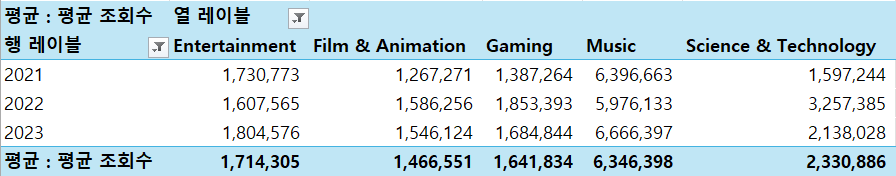 평균 : 평균 조회수 열 레이블
행 레이블 Entertainment Film & Animation Gaming Music Science & Technology
2021 1,730,773 1,267,271 1,387,264 6,396,663 1,597,244
2022 1,607,565 1,586,256 1,853,393 5,976,133 3,257,385
2023 1,804,576 1,546,124 1,684,844 6,666,397 2,138,028
평균 : 평균 조회수 1,714,305 1,466,551 1,641,834 6,346,398 2,330,886